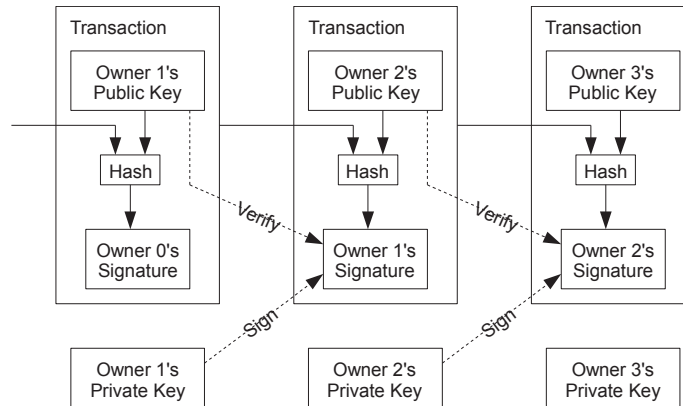 Transaction
Transaction
Transaction
Owner 1's
Public Key
Owner 2's
Public Key
Owner 3's
Public Key
Hash
Hash
Hash
Verify
Verify
Owner 0's
Signature
Owner 1's
Signature
Owner 2's
Signature
Sign
Sign
Owner 1's
Private Key
Owner 2's
Private Key
Owner 3's
Private Key